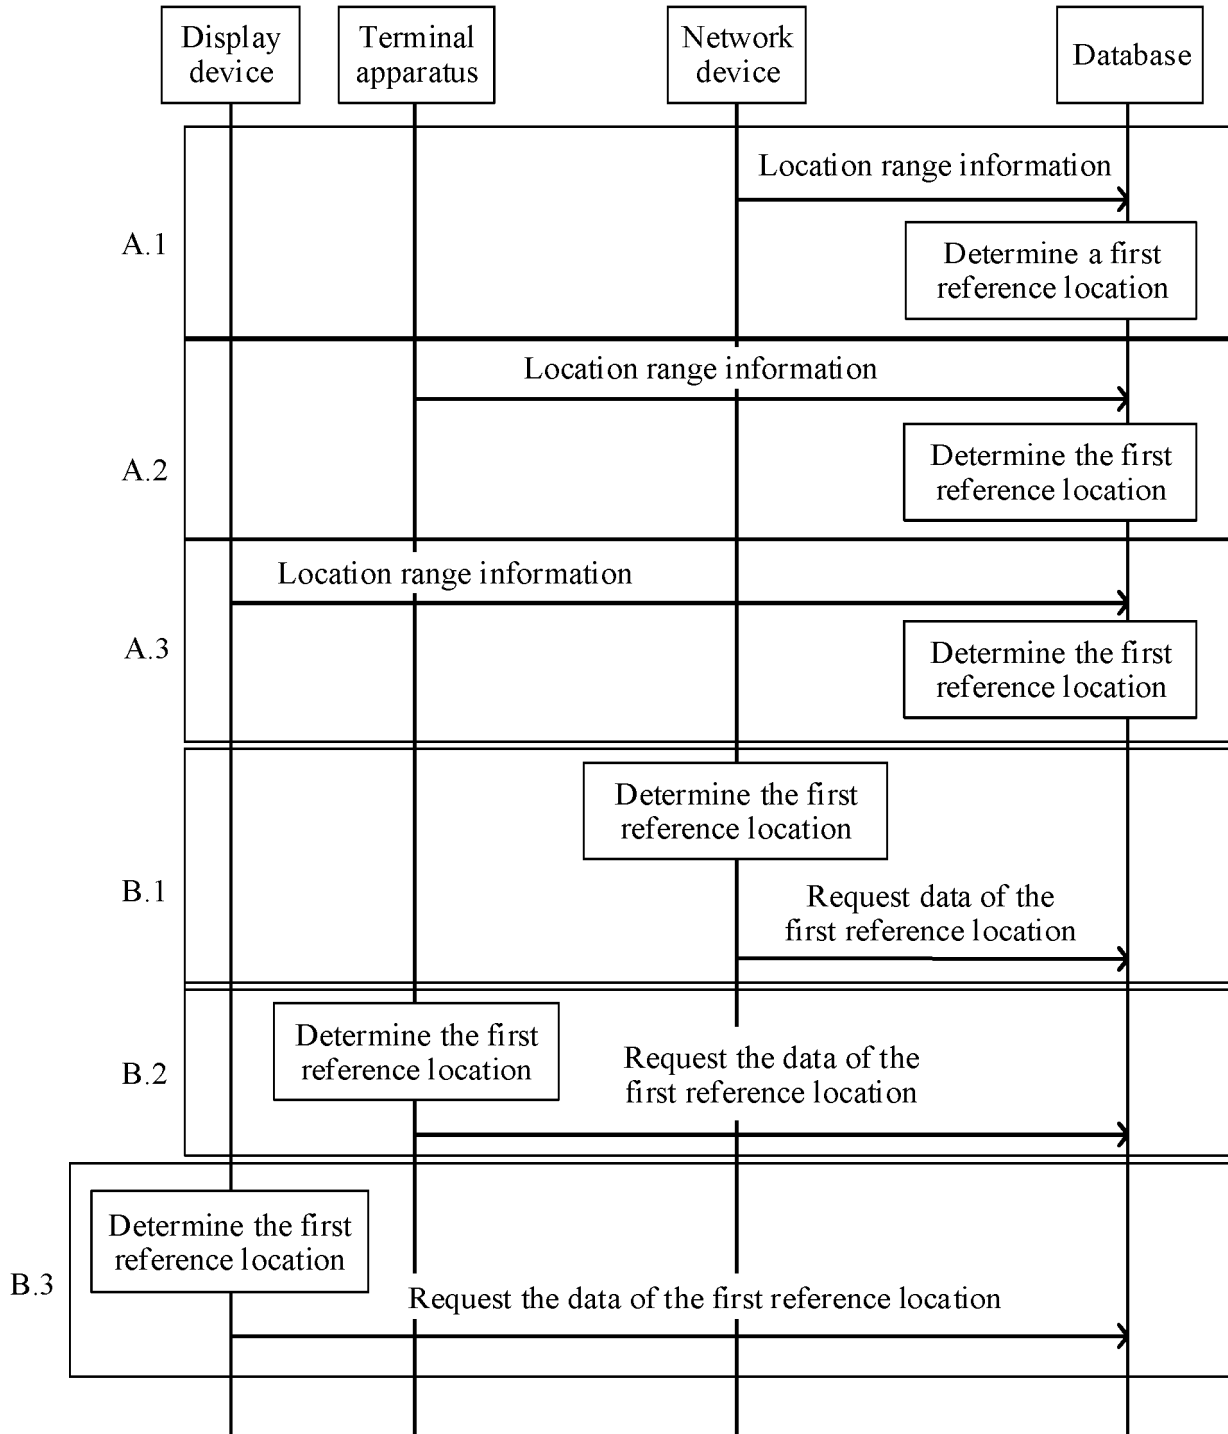 Display
device
Terminal
apparatus
Network
device
Database
A.1
Location range information
Determine a first
reference location
A.2
Location range information
Determine the first
reference location
A.3
Location range information
Determine the first
reference location
B.1
Determine the first
reference location
Request data of the
first reference location
B.2
Determine the first
reference location
Request the data of the
first reference location
B.3
Determine the first
reference location
Request the data of the first reference location